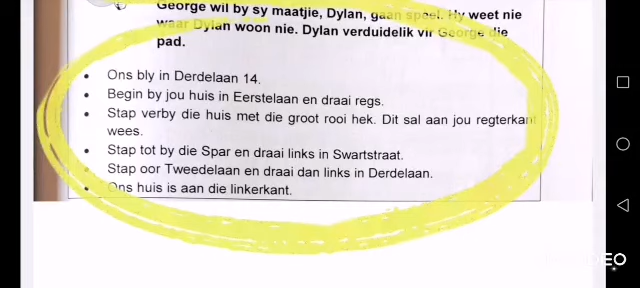 George wil by sy maatjie, Dylan, gaan speel. Hy weet nie
waar Dylan woon nie. Dylan verduidelik vir George die
pad.
• Ons bly in Derdelaan 14.
• Begin by jou huis in Eerstelaan en draai regs.
• Stap verby die huis met die groot rooi hek. Dit sal aan jou regterkant
wees.
• Stap tot by die Spar en draai links in Swartstraat.
Stap oor Tweedelaan en draai dan links in Derdelaan.
• Ons huis is aan die linkerkant.